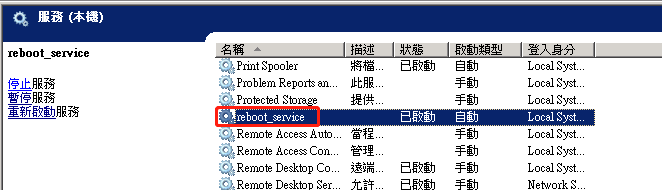 服務 (本機)
reboot_service
停止服務
暫停服務
重新啟動服務
名稱 描述 狀態 啟動類型 登入身分
Print Spooler 將檔... 已啟動 自動 Local Syst...
Problem Reports an... 此服... 手動 Local Syst...
Protected Storage 提供... 手動 Local Syst...
reboot_service 已啟動 自動 Local Syst...
Remote Access Auto... 當程... 手動 Local Syst...
Remote Access Con... 管理... 手動 Local Syst...
Remote Desktop Co... 遠端... 已啟動 手動 Local Syst...
Remote Desktop Ser... 允許... 已啟動 手動 Network S...